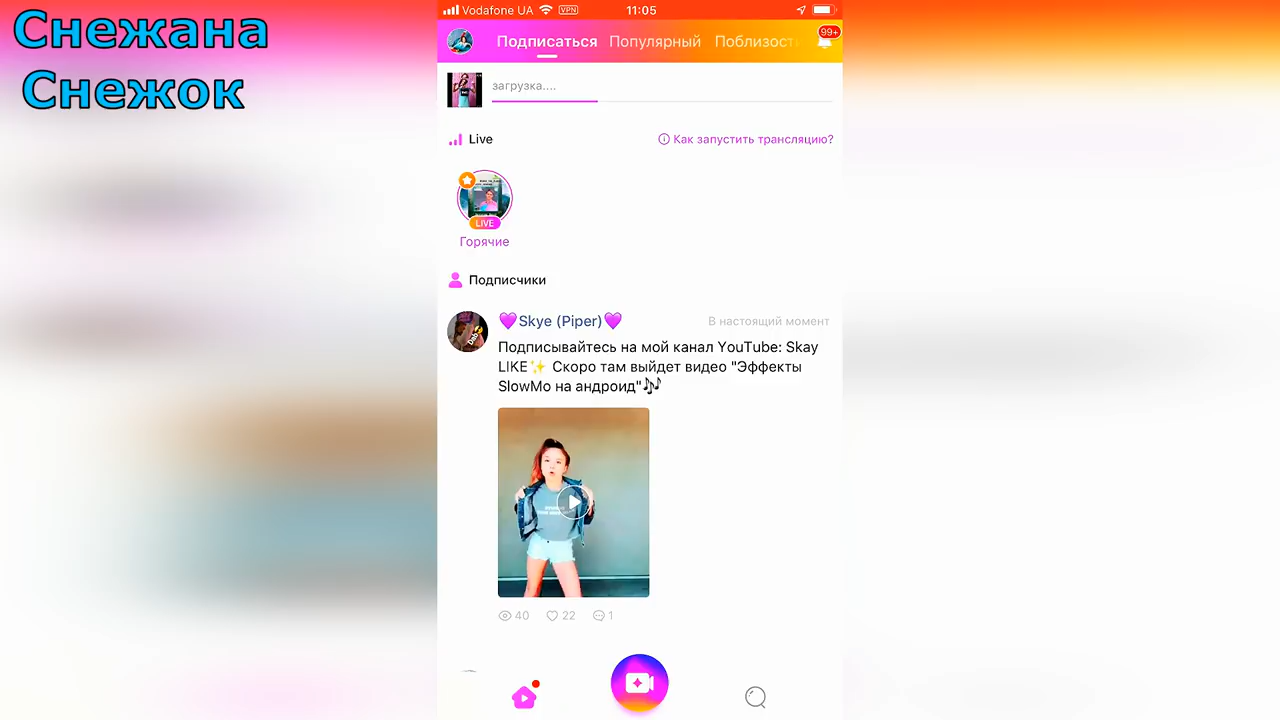 Снежана
Снежок
Vodafone UA VPN 11:05
Подписаться Популярный Поблизост 99+
загрузка....
Live Как запустить трансляцию?
LIVE
Горячие
Подписчики
Skye (Piper) В настоящий момент
Подписывайтесь на мой канал YouTube: Skay
LIKE✨ Скоро там выйдет видео "Эффекты
SlowMo на андроид"🎶
40 22 1